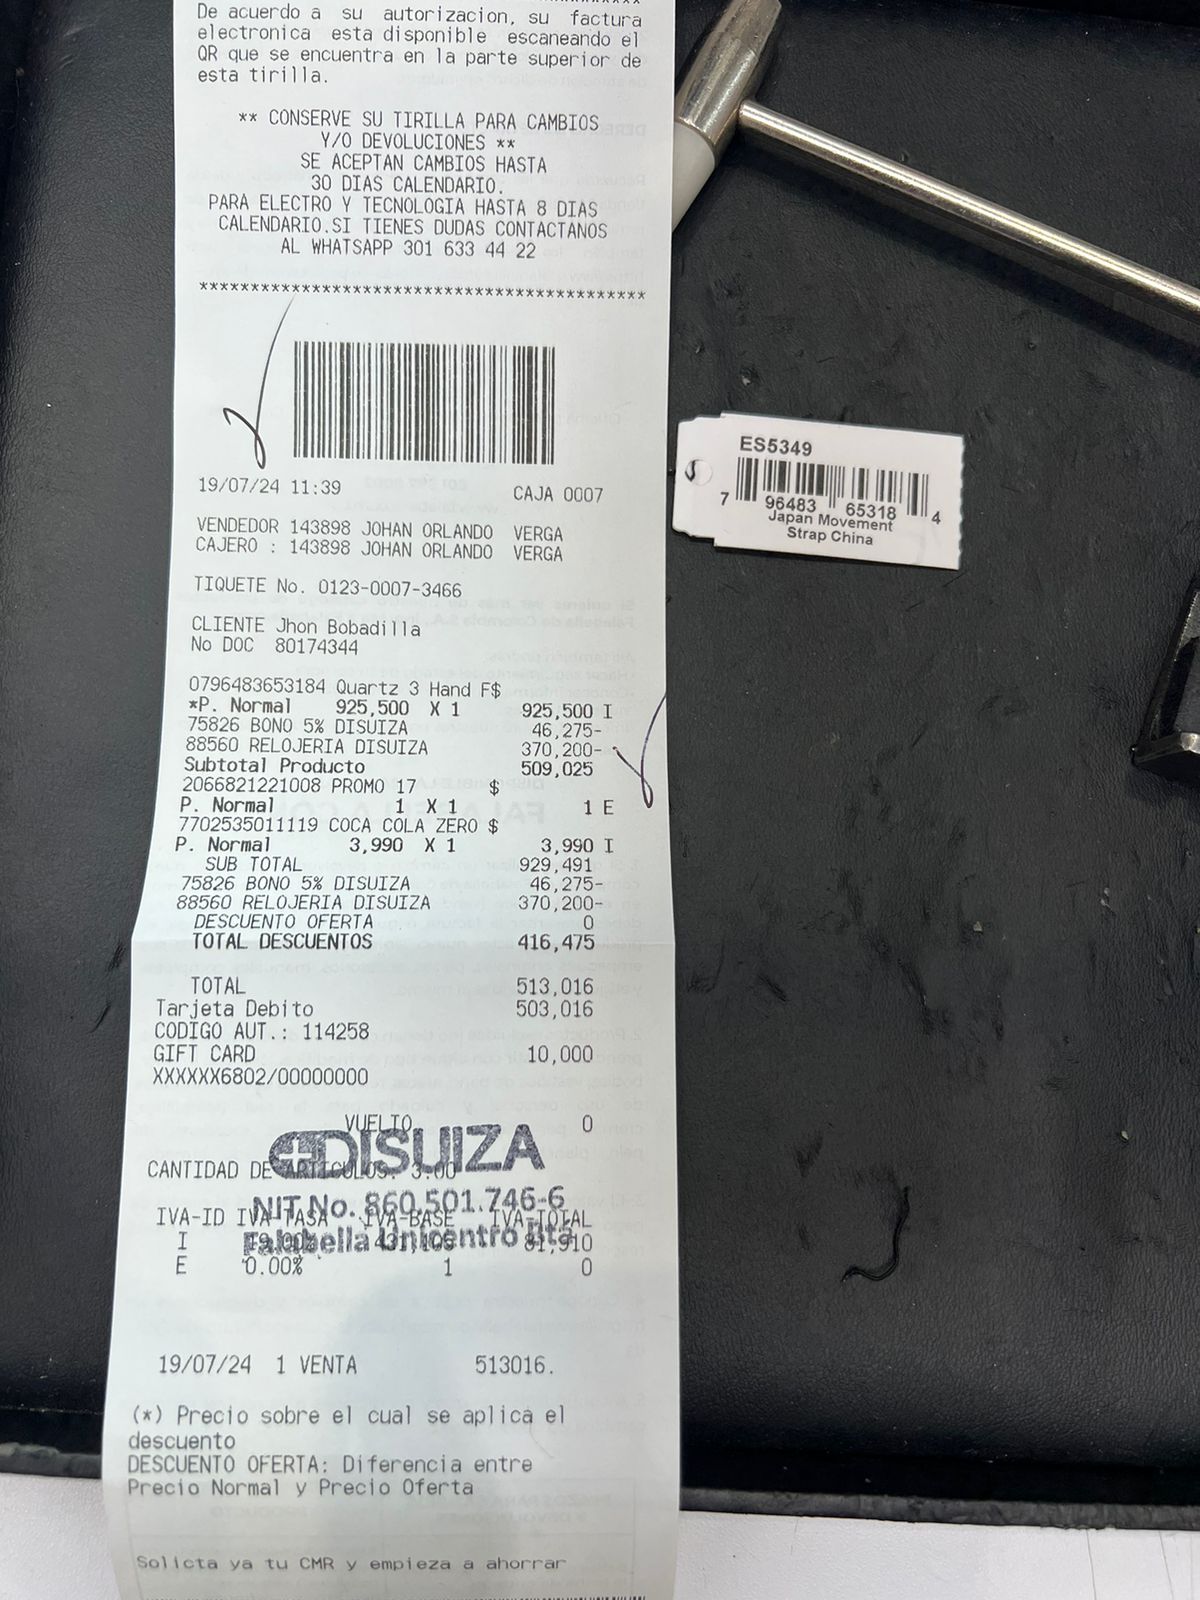 De acuerdo a su autorizacion, su factura
electronica esta disponible escaneando el
QR que se encuentra en la parte superior de
esta tirilla.
** CONSERVE SU TIRILLA PARA CAMBIOS
Y/O DEVOLUCIONES **
SE ACEPTAN CAMBIOS HASTA
30 DIAS CALENDARIO.
PARA ELECTRO Y TECNOLOGIA HASTA 8 DIAS
CALENDARIO.SI TIENES DUDAS CONTACTANOS
AL WHATSAPP 301 633 44 22
*******************************************
19/07/24 11:39 CAJA 0007
VENDEDOR 143898 JOHAN ORLANDO VERGA
CAJERO : 143898 JOHAN ORLANDO VERGA
TIQUETE No. 0123-0007-3466
CLIENTE Jhon Bobadilla
No DOC 80174344
0796483653184 Quartz 3 Hand F$
*P. Normal 925,500 X 1 925,500 I
75826 BONO 5% DISUIZA 46,275-
88560 RELOJERIA DISUIZA 370,200-
Subtotal Producto 509,025
2066821221008 PROMO 17 $
P. Normal 1 X 1 1 E
7702535011119 COCA COLA ZERO $
P. Normal 3,990 X 1 3,990 I
SUB TOTAL 929,491
75826 BONO 5% DISUIZA 46,275-
88560 RELOJERIA DISUIZA 370,200-
DESCUENTO OFERTA 0
TOTAL DESCUENTOS 416,475
TOTAL 513,016
Tarjeta Debito 503,016
CODIGO AUT.: 114258
GIFT CARD 10,000
XXXXXX6802/00000000
VUELTO 0
DISUIZA
CANTIDAD DE ARTICULOS: 3.00
NIT No. 860.501.746-6
IVA-ID IVA-TASA IVA-BASE IVA-TOTAL
Falabella Unicentro Bta
I 19.00% 81,910
E 0.00% 1 0
19/07/24 1 VENTA 513016.
(*) Precio sobre el cual se aplica el
descuento
DESCUENTO OFERTA: Diferencia entre
Precio Normal y Precio Oferta
Solicta ya tu CMR y empieza a ahorrar
ES5349
7 96483 65318 4
Japan Movement
Strap China